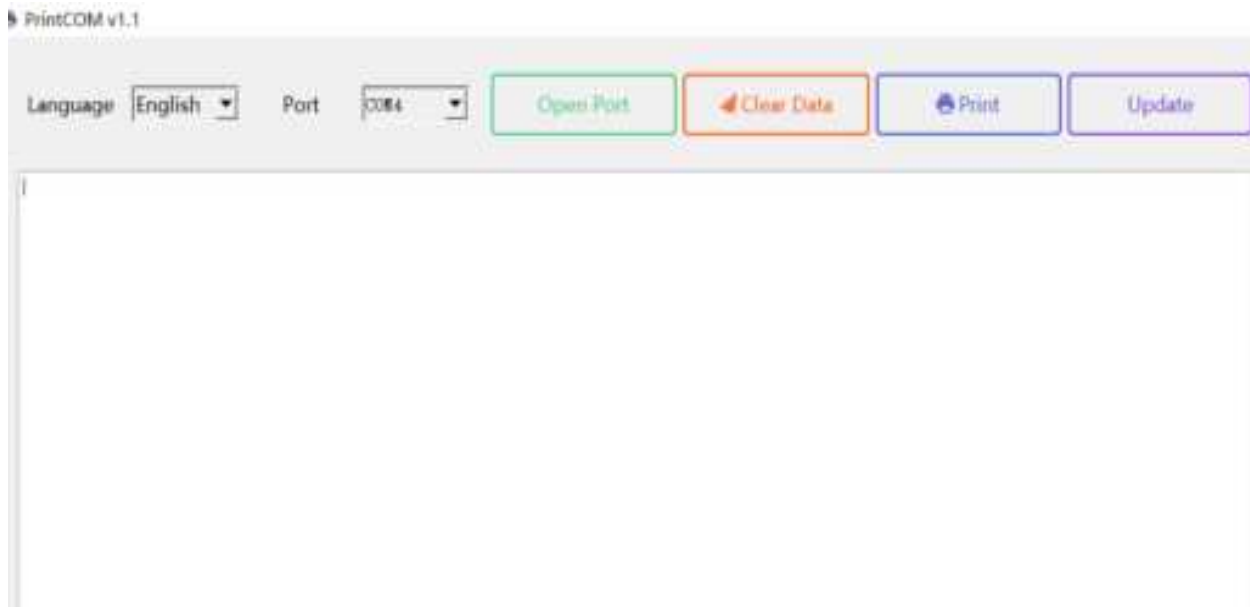 PrintCOM v1.1
Language English Port COM4 Open Port Clear Data Print Update